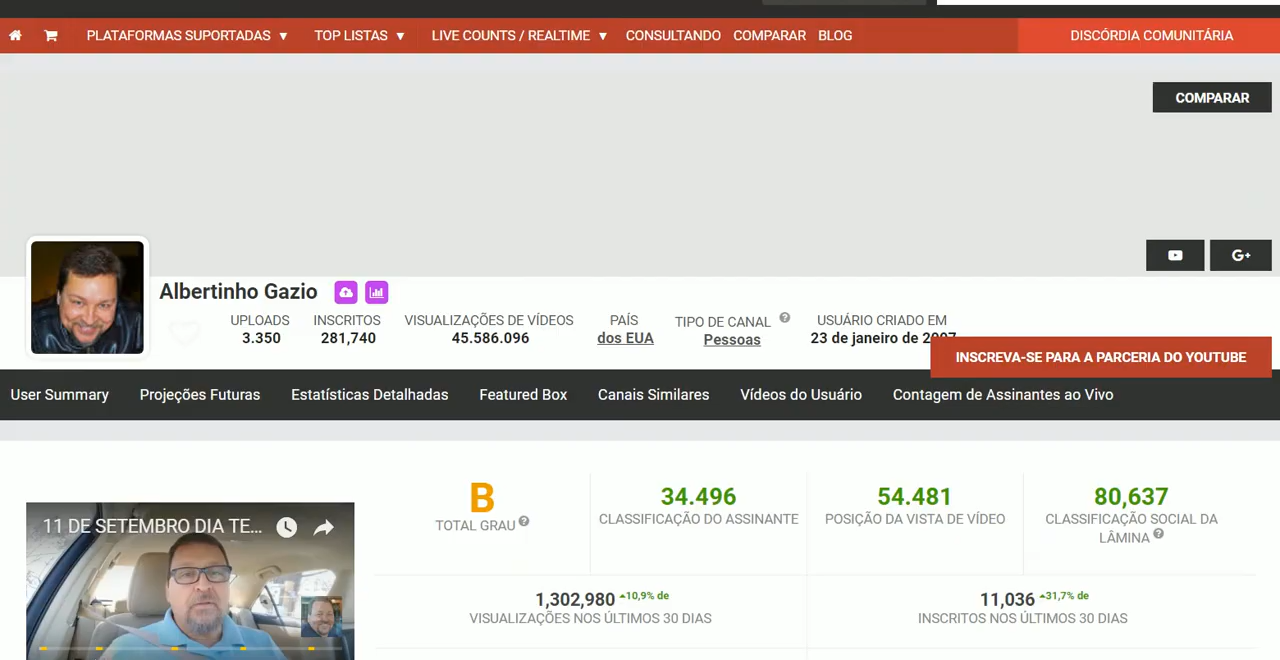 PLATAFORMAS SUPORTADAS ▼ TOP LISTAS ▼ LIVE COUNTS / REALTIME ▼ CONSULTANDO COMPARAR BLOG DISCÓRDIA COMUNITÁRIA
COMPARAR
G+
Albertinho Gazio
UPLOADS INSCRITOS VISUALIZAÇÕES DE VÍDEOS PAÍS TIPO DE CANAL ? USUÁRIO CRIADO EM
3.350 281,740 45.586.096 dos EUA Pessoas 23 de janeiro de 2007
INSCREVA-SE PARA A PARCERIA DO YOUTUBE
User Summary Projeções Futuras Estatísticas Detalhadas Featured Box Canais Similares Vídeos do Usuário Contagem de Assinantes ao Vivo
B 34.496 54.481 80,637
TOTAL GRAU ? CLASSIFICAÇÃO DO ASSINANTE POSIÇÃO DA VISTA DE VÍDEO CLASSIFICAÇÃO SOCIAL DA
LÂMINA ?
11 DE SETEMBRO DIA TE...
1,302,980 10,9% de 11,036 31,7% de
VISUALIZAÇÕES NOS ÚLTIMOS 30 DIAS INSCRITOS NOS ÚLTIMOS 30 DIAS